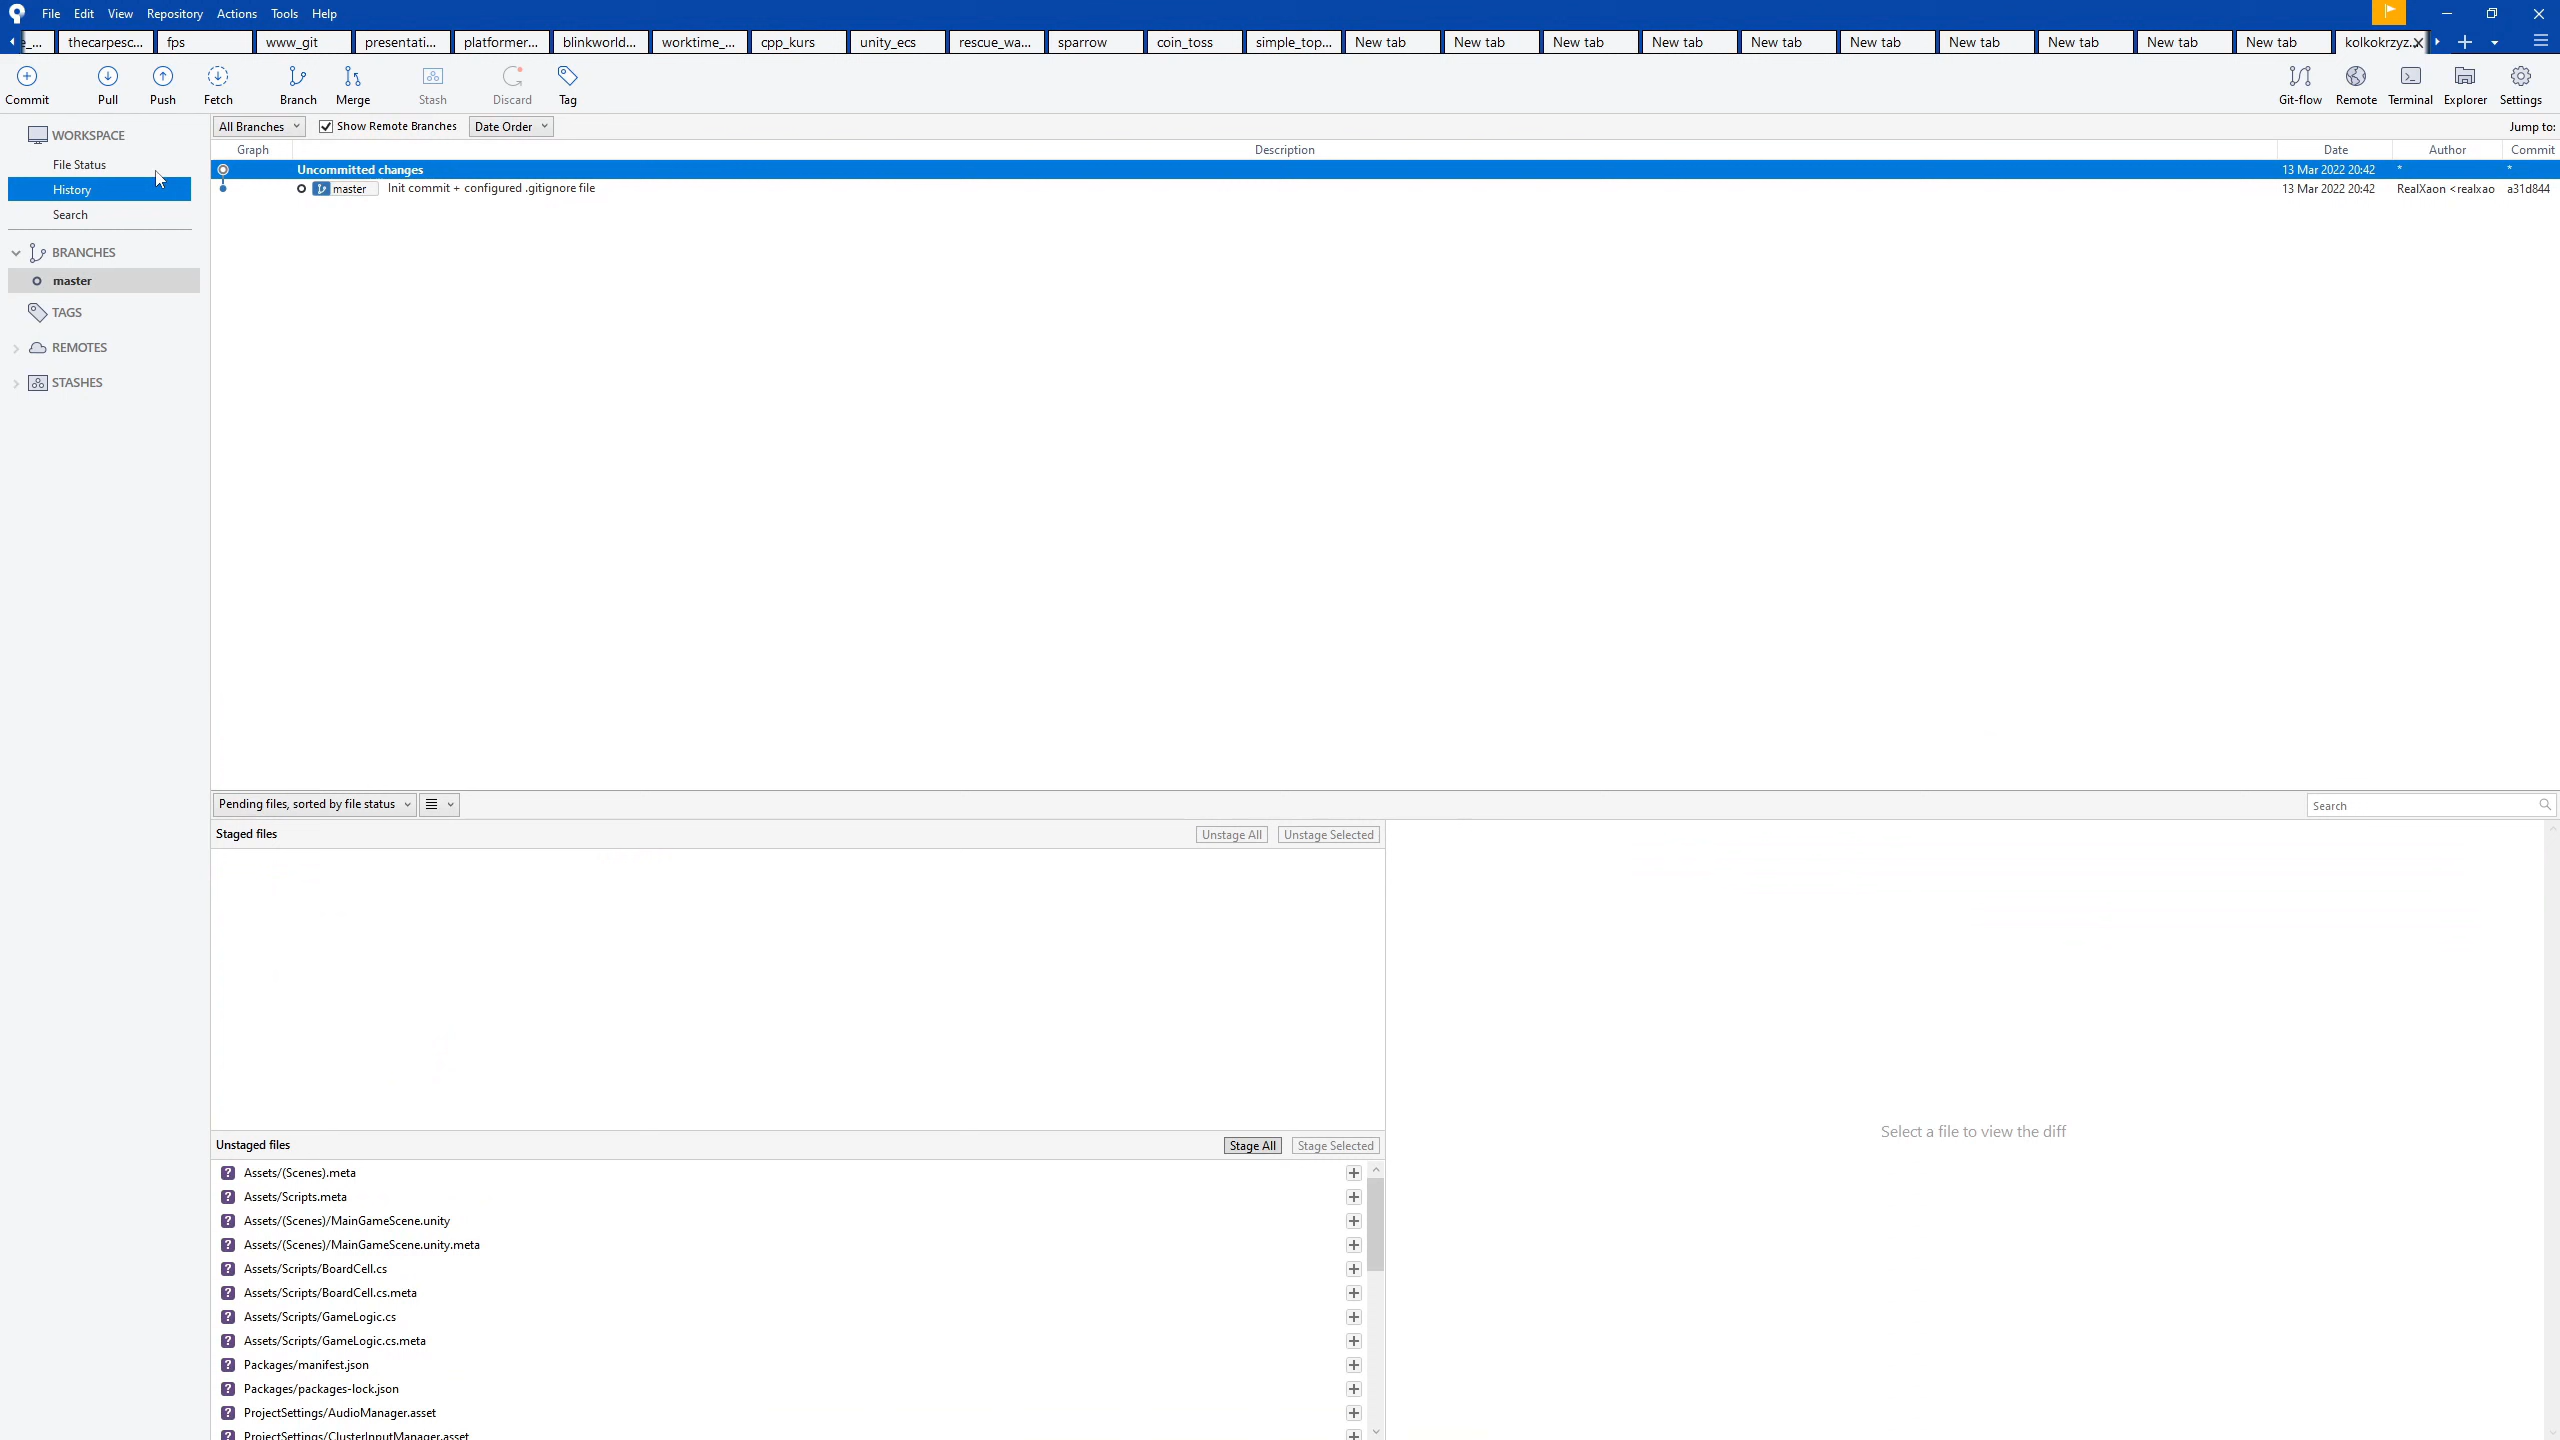 File Edit View Repository Actions Tools Help
e_... thecarpesc... fps www_git presentati... platformer... blinkworld... worktime_... cpp_kurs unity_ecs rescue_wa... sparrow coin_toss simple_top... New tab New tab New tab New tab New tab New tab New tab New tab New tab New tab kolkokrzyz...
Commit Pull Push Fetch Branch Merge Stash Discard Tag Git-flow Remote Terminal Explorer Settings
WORKSPACE
File Status
History
Search
BRANCHES
master
TAGS
REMOTES
STASHES
All Branches Show Remote Branches Date Order Jump to:
Graph Description Date Author Commit
Uncommitted changes 13 Mar 2022 20:42 * *
master Init commit + configured .gitignore file 13 Mar 2022 20:42 RealXaon <realxao a31d844
Pending files, sorted by file status Search
Staged files Unstage All Unstage Selected
Select a file to view the diff
Unstaged files Stage All Stage Selected
Assets/(Scenes).meta
Assets/Scripts.meta
Assets/(Scenes)/MainGameScene.unity
Assets/(Scenes)/MainGameScene.unity.meta
Assets/Scripts/BoardCell.cs
Assets/Scripts/BoardCell.cs.meta
Assets/Scripts/GameLogic.cs
Assets/Scripts/GameLogic.cs.meta
Packages/manifest.json
Packages/packages-lock.json
ProjectSettings/AudioManager.asset
ProjectSettings/ClusterInputManager.asset